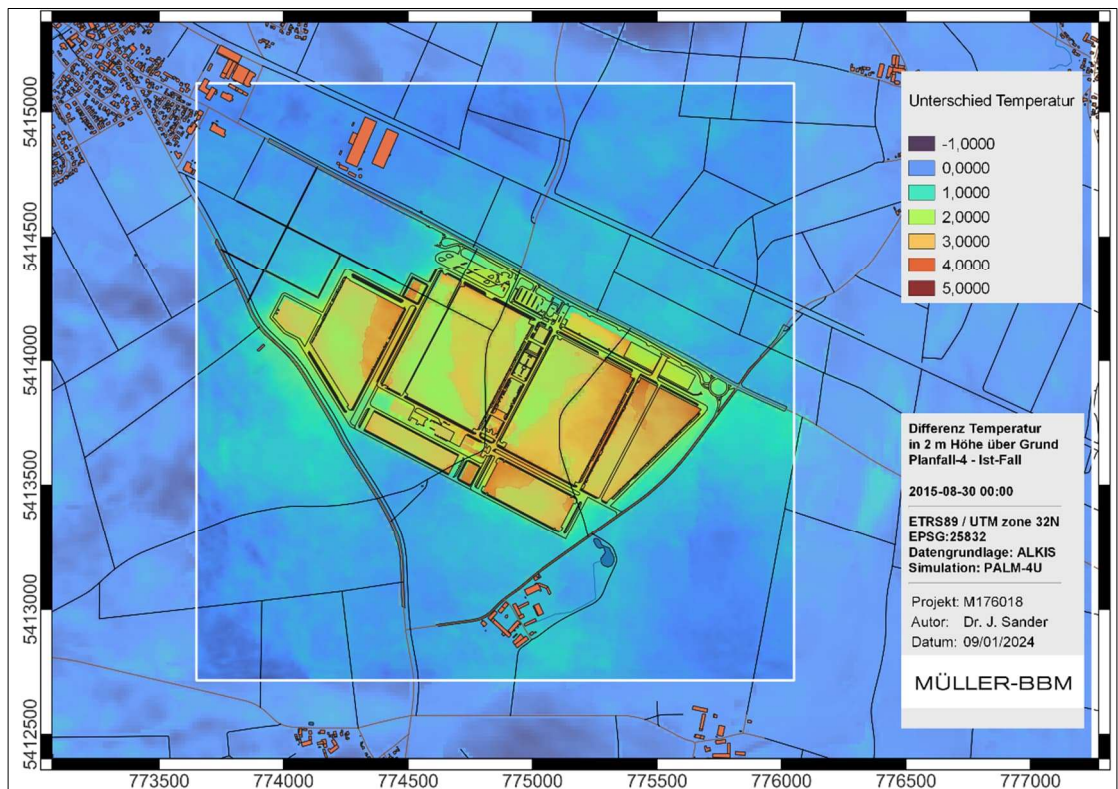 Unterschied Temperatur
-1,0000
0,0000
1,0000
2,0000
3,0000
4,0000
5,0000
Differenz Temperatur
in 2 m Höhe über Grund
Planfall-4 - Ist-Fall
2015-08-30 00:00
ETRS89 / UTM zone 32N
EPSG:25832
Datengrundlage: ALKIS
Simulation: PALM-4U
Projekt: M176018
Autor: Dr. J. Sander
Datum: 09/01/2024
MÜLLER-BBM
5415000
5414500
5414000
5413500
5413000
5412500
773500 774000 774500 775000 775500 776000 776500 777000